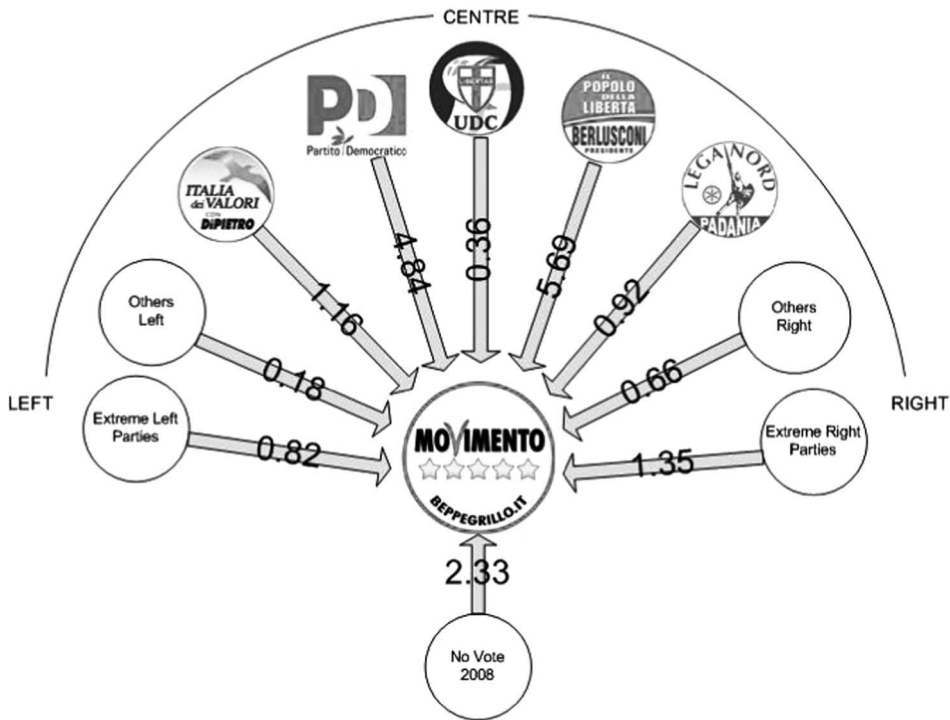 CENTRE
PD
Partito Democratico
LIBERTAS
UDC
IL
POPOLO
DELLA
LIBERTA
BERLUSCONI
PRESIDENTE
ITALIA
dei VALORI
CON
DiPIETRO
LEGA NORD
PADANIA
4.84
0.36
5.69
1.16
0.92
Others
Left
Others
Right
0.18
0.66
LEFT
RIGHT
Extreme Left
Parties
Extreme Right
Parties
0.82
1.35
MOVIMENTO
BEPPEGRILLO.IT
2.33
No Vote
2008